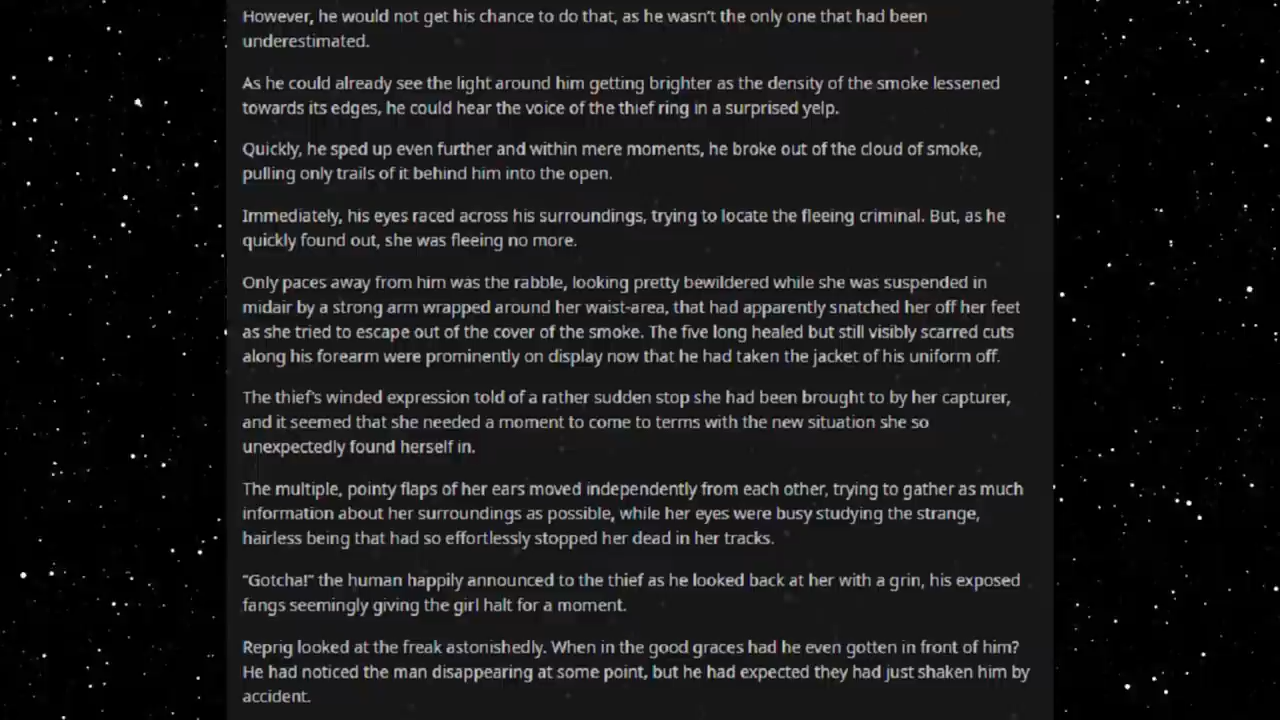 However, he would not get his chance to do that, as he wasn't the only one that had been
underestimated.
As he could already see the light around him getting brighter as the density of the smoke lessened
towards its edges, he could hear the voice of the thief ring in a surprised yelp.
Quickly, he sped up even further and within mere moments, he broke out of the cloud of smoke,
pulling only trails of it behind him into the open.
Immediately, his eyes raced across his surroundings, trying to locate the fleeing criminal. But, as he
quickly found out, she was fleeing no more.
Only paces away from him was the rabble, looking pretty bewildered while she was suspended in
midair by a strong arm wrapped around her waist-area, that had apparently snatched her off her feet
as she tried to escape out of the cover of the smoke. The five long healed but still visibly scarred cuts
along his forearm were prominently on display now that he had taken the jacket of his uniform off.
The thief's winded expression told of a rather sudden stop she had been brought to by her capturer,
and it seemed that she needed a moment to come to terms with the new situation she so
unexpectedly found herself in.
The multiple, pointy flaps of her ears moved independently from each other, trying to gather as much
information about her surroundings as possible, while her eyes were busy studying the strange,
hairless being that had so effortlessly stopped her dead in her tracks.
“Gotcha!” the human happily announced to the thief as he looked back at her with a grin, his exposed
fangs seemingly giving the girl halt for a moment.
Reprig looked at the freak astonishedly. When in the good graces had he even gotten in front of him?
He had noticed the man disappearing at some point, but he had expected they had just shaken him by
accident.